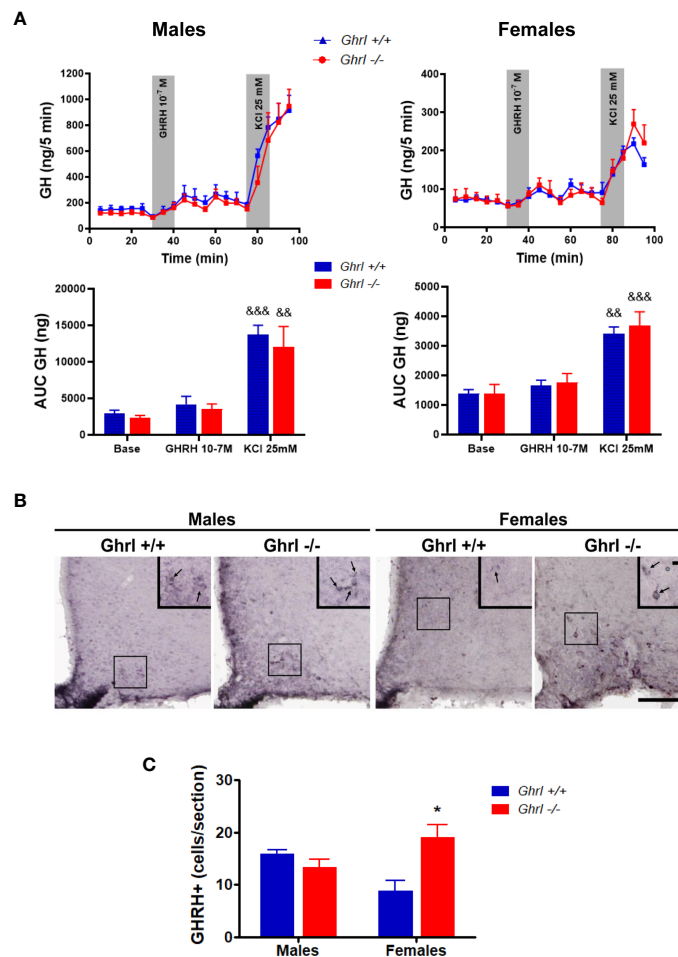 A
Males
Females
Ghrl +/+
Ghrl -/-
GH (ng/5 min)
1200
1000
800
600
400
200
0
GHRH 10⁻⁷ M
KCl 25 mM
0 20 40 60 80 100
Time (min)
GH (ng/5 min)
400
300
200
100
0
GHRH 10⁻⁷ M
KCl 25 mM
0 20 40 60 80 100
Time (min)
Ghrl +/+
Ghrl -/-
AUC GH (ng)
20000
15000
10000
5000
0
&&& &&
Base GHRH 10-7M KCl 25mM
AUC GH (ng)
5000
4000
3000
2000
1000
0
&& &&&
Base GHRH 10-7M KCl 25mM
B
Males Females
Ghrl +/+ Ghrl -/- Ghrl +/+ Ghrl -/-
C
GHRH+ (cells/section)
30
20
10
0
*
Males Females
Ghrl +/+
Ghrl -/-